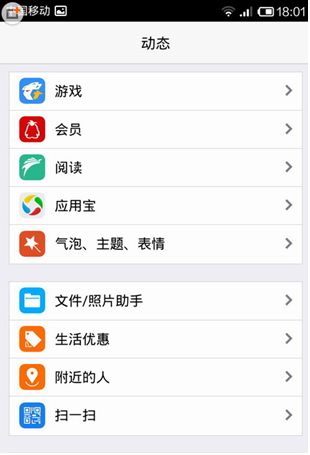 中国移动 18:01
动态
游戏
会员
阅读
应用宝
气泡、主题、表情
文件/照片助手
生活优惠
附近的人
扫一扫